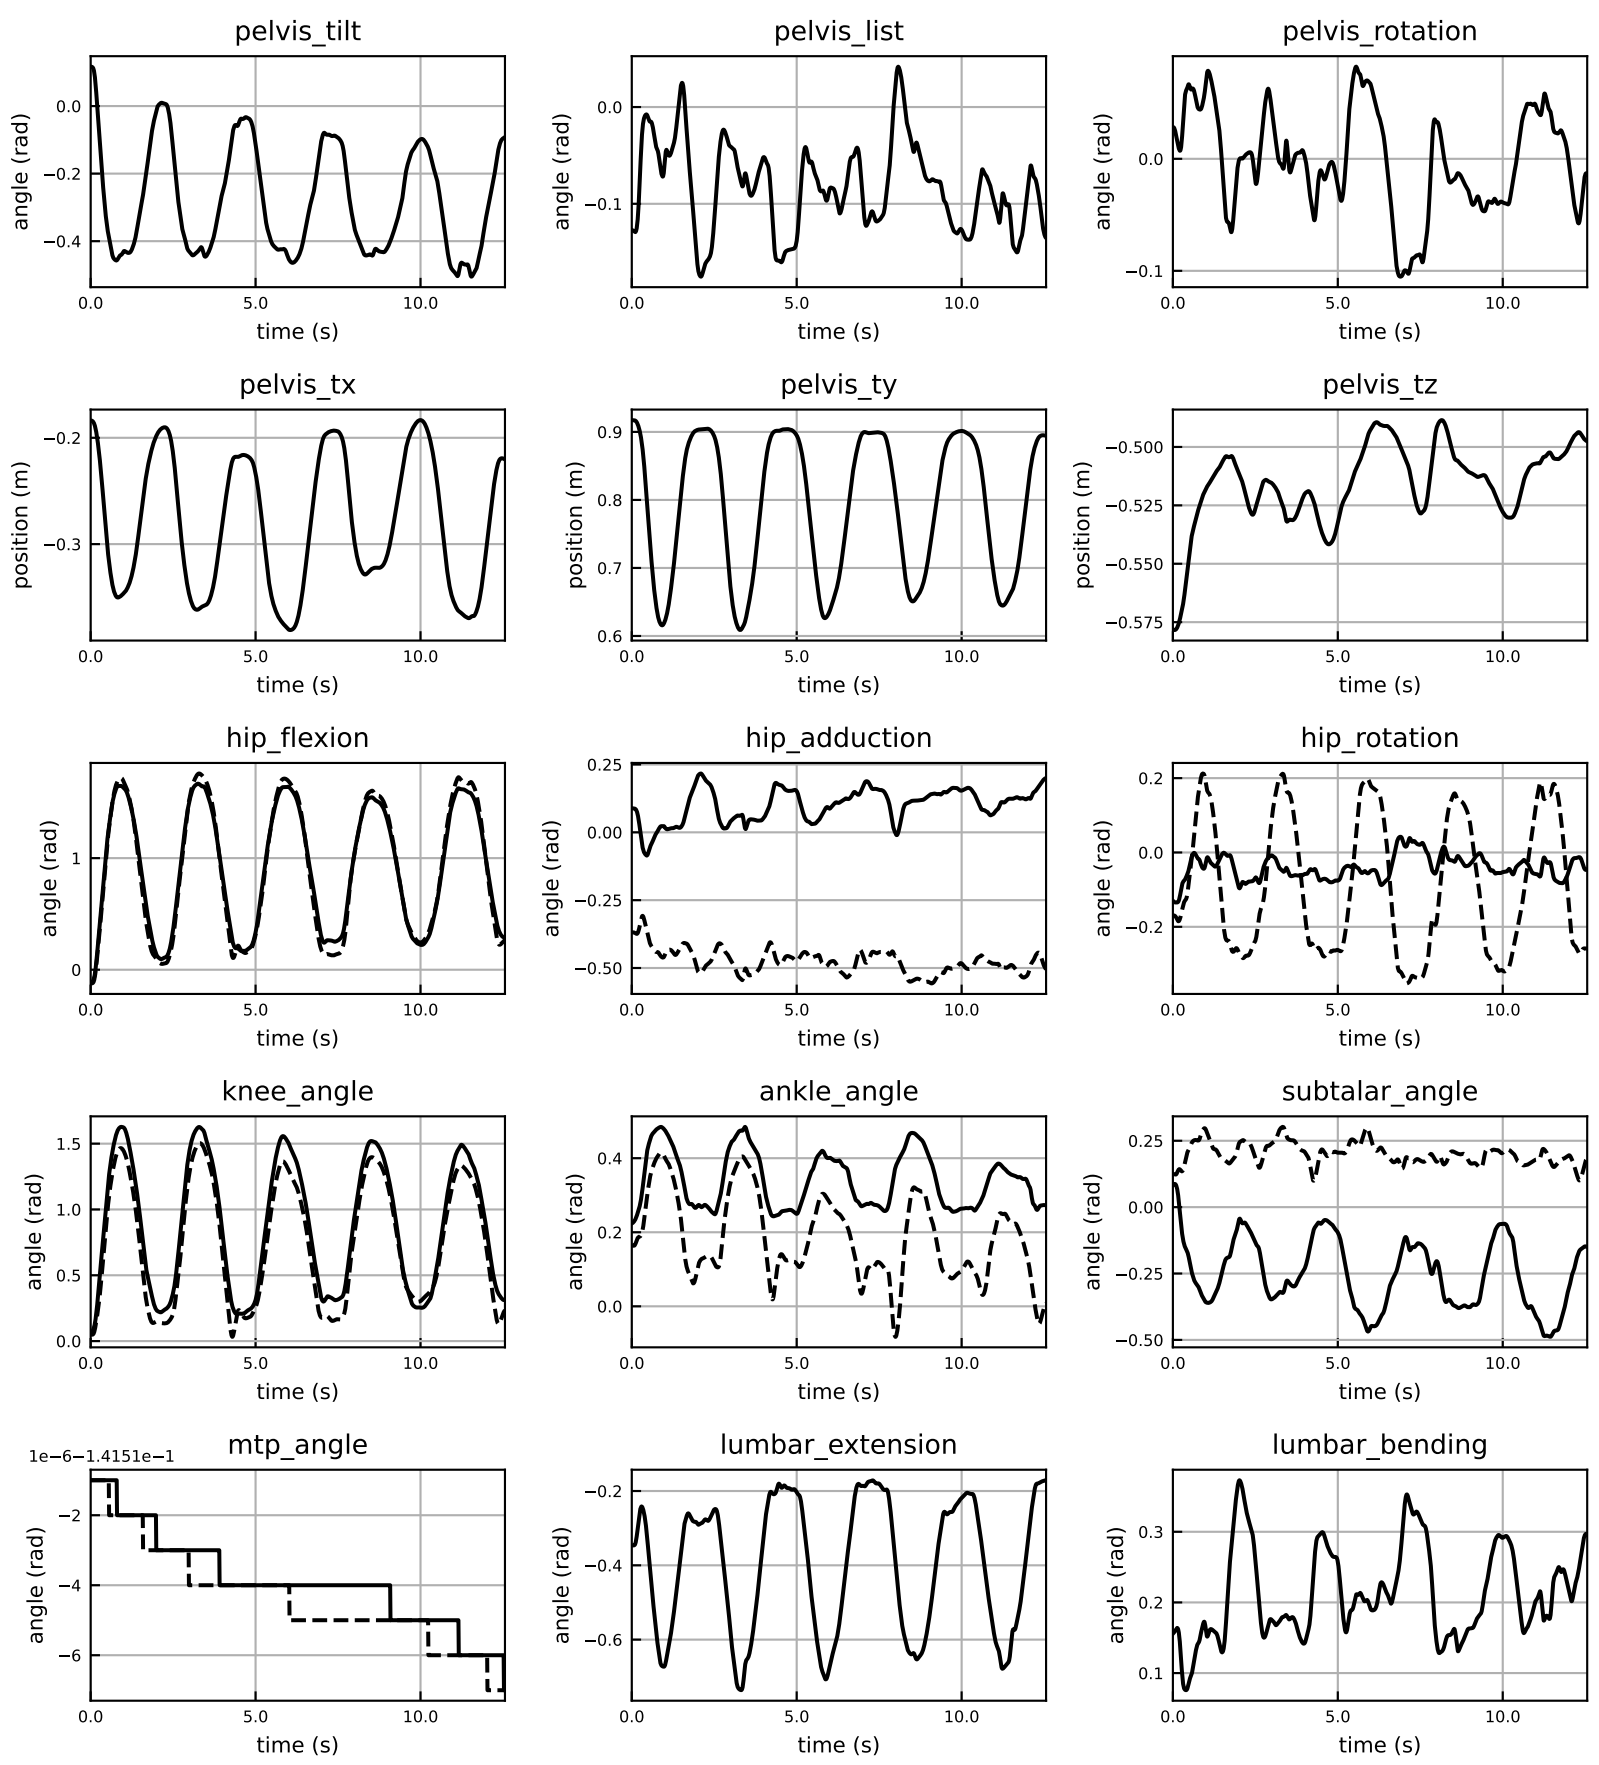 pelvis_tilt pelvis_list pelvis_rotation
angle (rad) 0.0 −0.2 −0.4
angle (rad) 0.0 −0.1
angle (rad) 0.0 −0.1
0.0 5.0 10.0 0.0 5.0 10.0 0.0 5.0 10.0
time (s) time (s) time (s)
pelvis_tx pelvis_ty pelvis_tz
position (m) −0.2 −0.3
position (m) 0.9 0.8 0.7 0.6
position (m) −0.500 −0.525 −0.550 −0.575
0.0 5.0 10.0 0.0 5.0 10.0 0.0 5.0 10.0
time (s) time (s) time (s)
hip_flexion hip_adduction hip_rotation
angle (rad) 1 0
angle (rad) 0.25 0.00 −0.25 −0.50
angle (rad) 0.2 0.0 −0.2
0.0 5.0 10.0 0.0 5.0 10.0 0.0 5.0 10.0
time (s) time (s) time (s)
knee_angle ankle_angle subtalar_angle
angle (rad) 1.5 1.0 0.5 0.0
angle (rad) 0.4 0.2 0.0
angle (rad) 0.25 0.00 −0.25 −0.50
0.0 5.0 10.0 0.0 5.0 10.0 0.0 5.0 10.0
time (s) time (s) time (s)
mtp_angle lumbar_extension lumbar_bending
1e−6−1.4151e−1
angle (rad) −2 −4 −6
angle (rad) −0.2 −0.4 −0.6
angle (rad) 0.3 0.2 0.1
0.0 5.0 10.0 0.0 5.0 10.0 0.0 5.0 10.0
time (s) time (s) time (s)